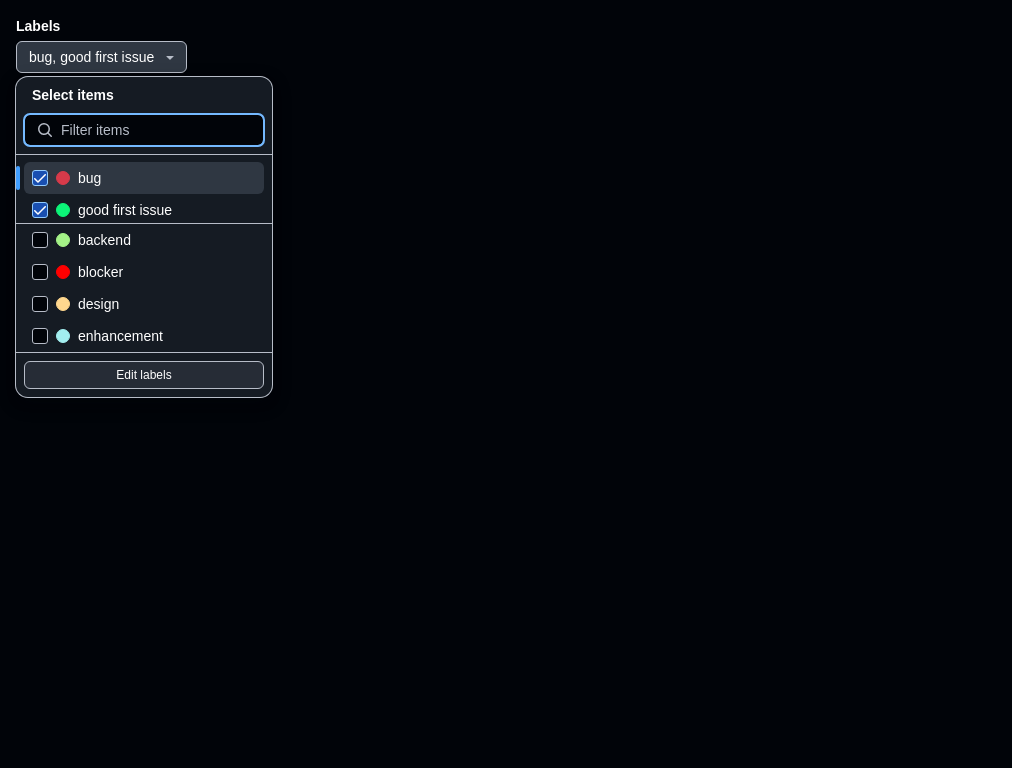 Labels
bug, good first issue
Select items
Filter items
bug
good first issue
backend
blocker
design
enhancement
Edit labels